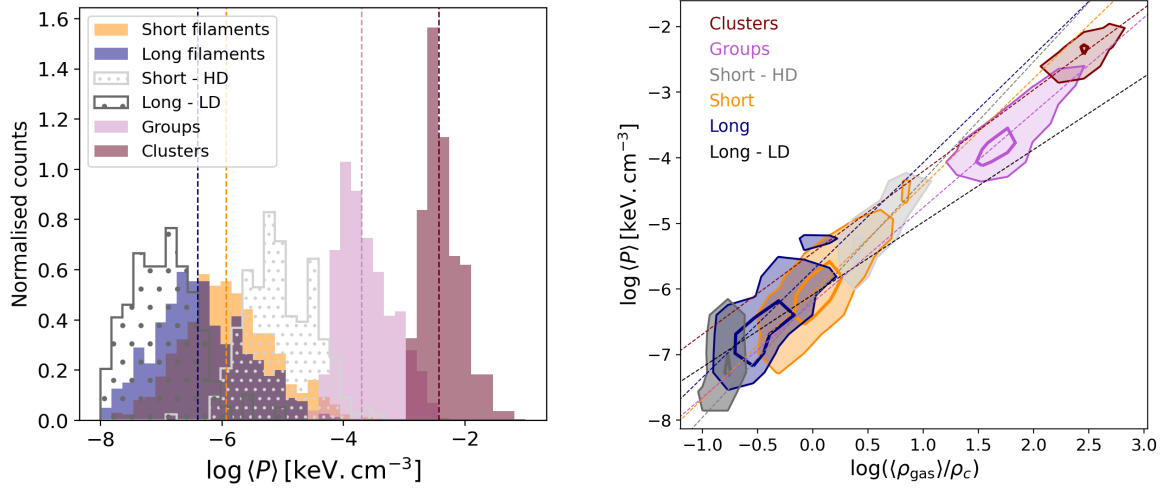 1.6
1.4
1.2
1.0
0.8
0.6
0.4
0.2
0.0
Normalised counts
Short filaments
Long filaments
Short - HD
Long - LD
Groups
Clusters
−8
−6
−4
−2
log ⟨P⟩ [keV. cm⁻³]
−2
−3
−4
−5
−6
−7
−8
log ⟨P⟩ [keV. cm⁻³]
Clusters
Groups
Short - HD
Short
Long
Long - LD
−1.0
−0.5
0.0
0.5
1.0
1.5
2.0
2.5
3.0
log(⟨ρgas⟩/ρc)